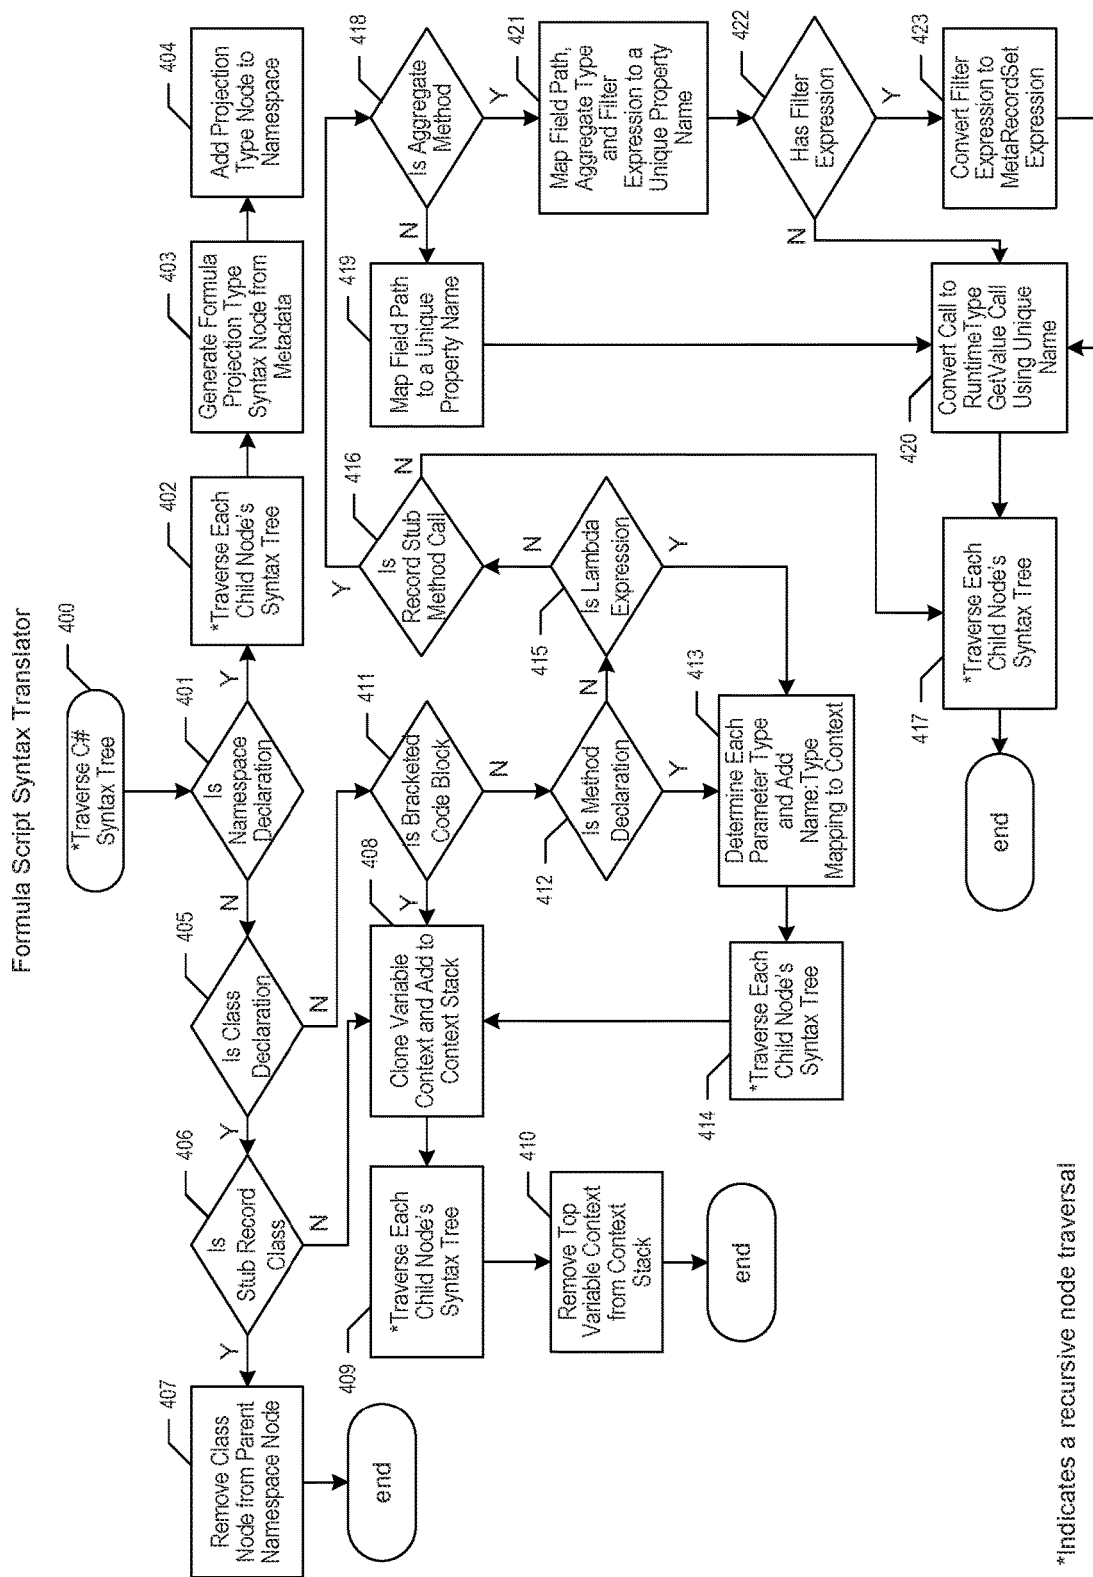 Formula Script Syntax Translator
400
*Traverse C#
Syntax Tree
401
Is
Namespace
Declaration
Y
N
402
*Traverse Each
Child Node's
Syntax Tree
403
Generate Formula
Projection Type
Syntax Node from
Metadata
404
Add Projection
Type Node to
Namespace
405
Is Class
Declaration
Y
N
406
Is
Stub Record
Class
Y
N
407
Remove Class
Node from Parent
Namespace Node
end
408
Clone Variable
Context and Add to
Context Stack
409
*Traverse Each
Child Node's
Syntax Tree
410
Remove Top
Variable Context
from Context
Stack
end
411
Is Bracketed
Code Block
Y
N
412
Is Method
Declaration
N
Y
413
Determine Each
Parameter Type
and Add
Name:Type
Mapping to Context
414
*Traverse Each
Child Node's
Syntax Tree
415
Is Lambda
Expression
N
Y
416
Is
Record Stub
Method Call
Y
N
417
*Traverse Each
Child Node's
Syntax Tree
end
418
Is Aggregate
Method
N
Y
419
Map Field Path
to a Unique
Property Name
420
Convert Call to
RuntimeType
GetValue Call
Using Unique
Name
421
Map Field Path,
Aggregate Type
and Filter
Expression to a
Unique Property
Name
422
Has Filter
Expression
N
Y
423
Convert Filter
Expression to
MetaRecordSet
Expression
*Indicates a recursive node traversal